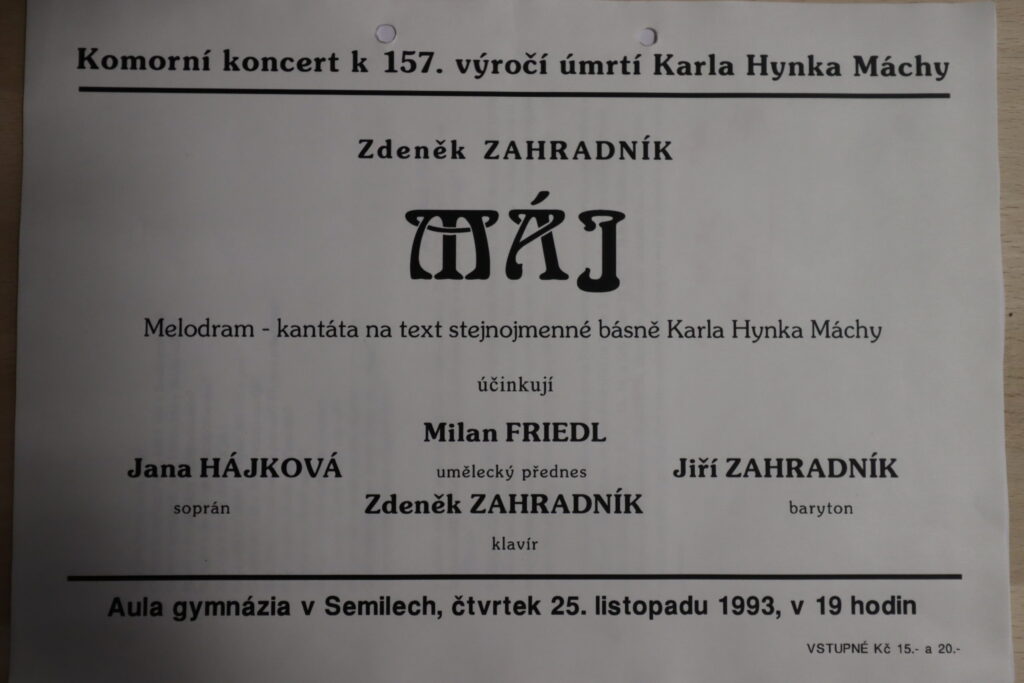 Komorní koncert k 157. výročí úmrtí Karla Hynka Máchy
Zdeněk ZAHRADNÍK
MÁJ
Melodram - kantáta na text stejnojmenné básně Karla Hynka Máchy
účinkují
Milan FRIEDL
umělecký přednes
Jana HÁJKOVÁ
soprán
Jiří ZAHRADNÍK
baryton
Zdeněk ZAHRADNÍK
klavír
Aula gymnázia v Semilech, čtvrtek 25. listopadu 1993, v 19 hodin
VSTUPNÉ Kč 15.- a 20.-